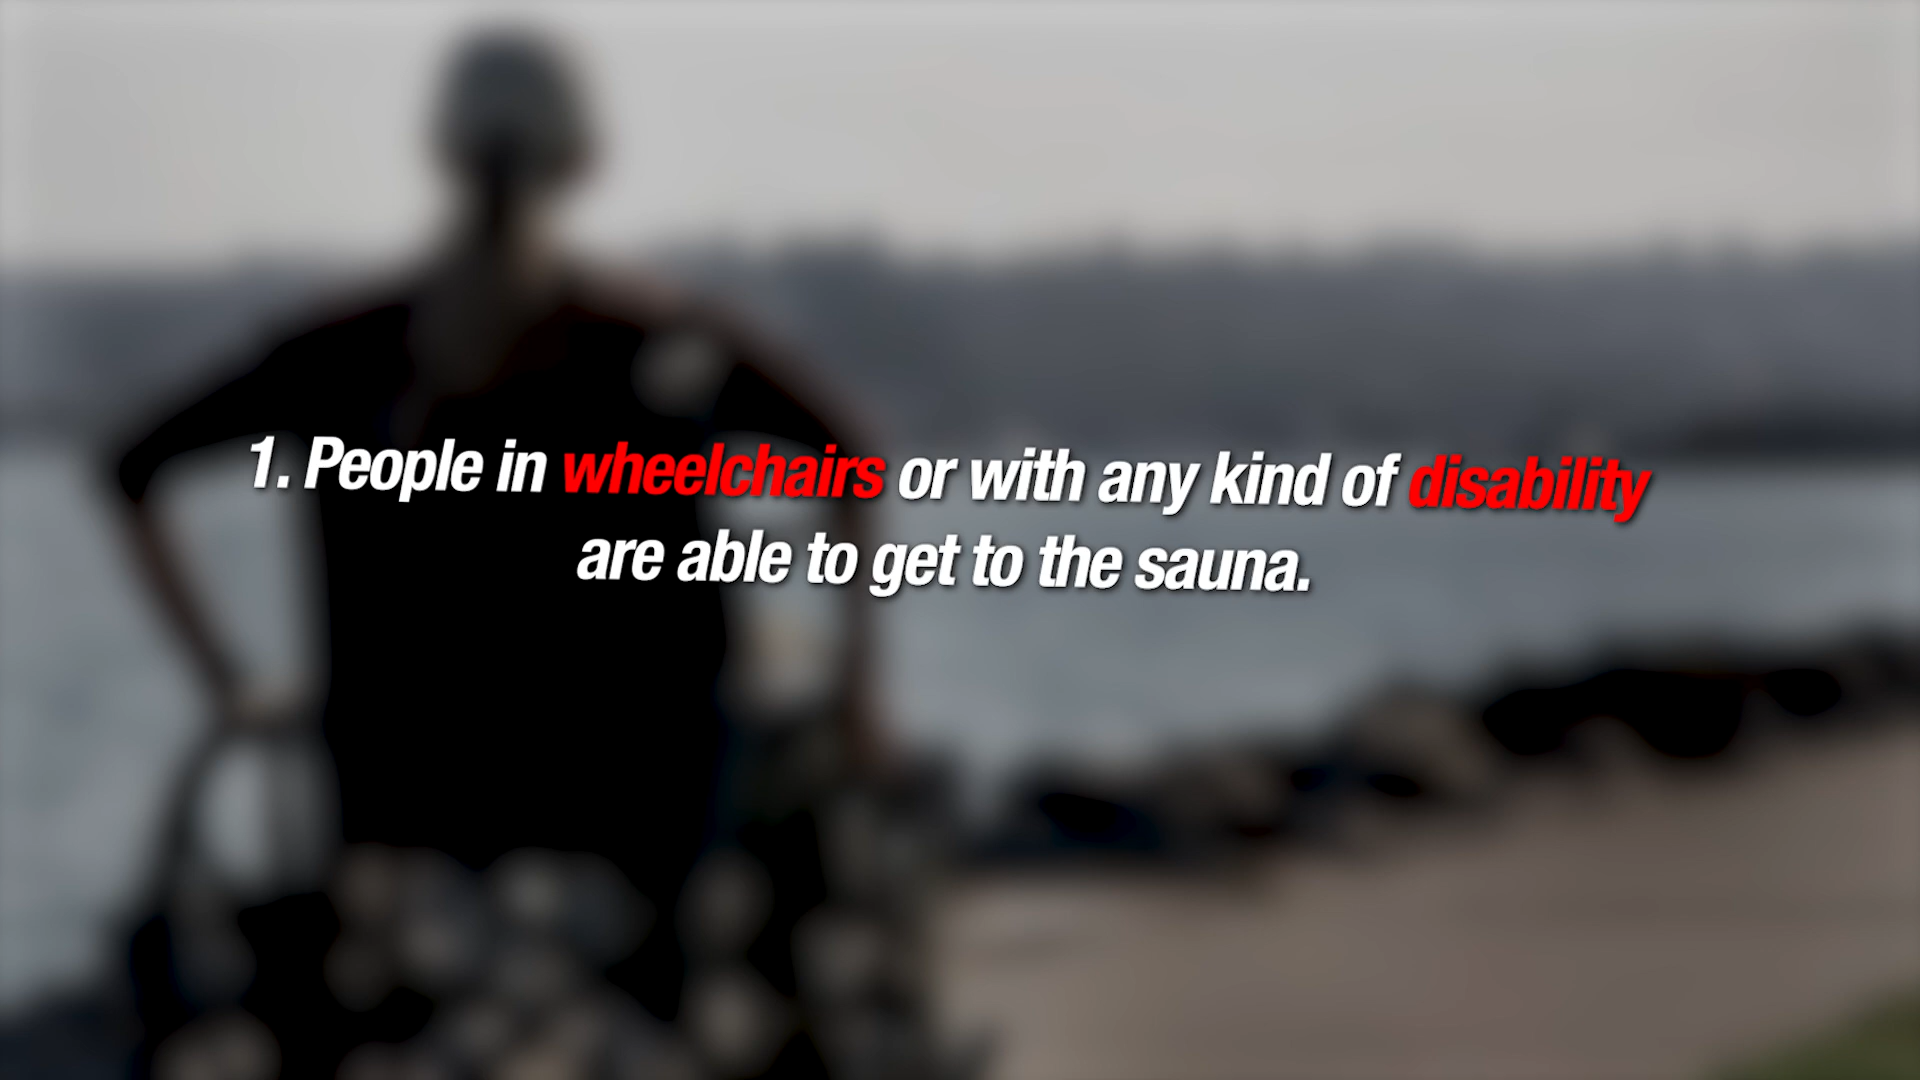 1. People in wheelchairs or with any kind of disability
are able to get to the sauna.